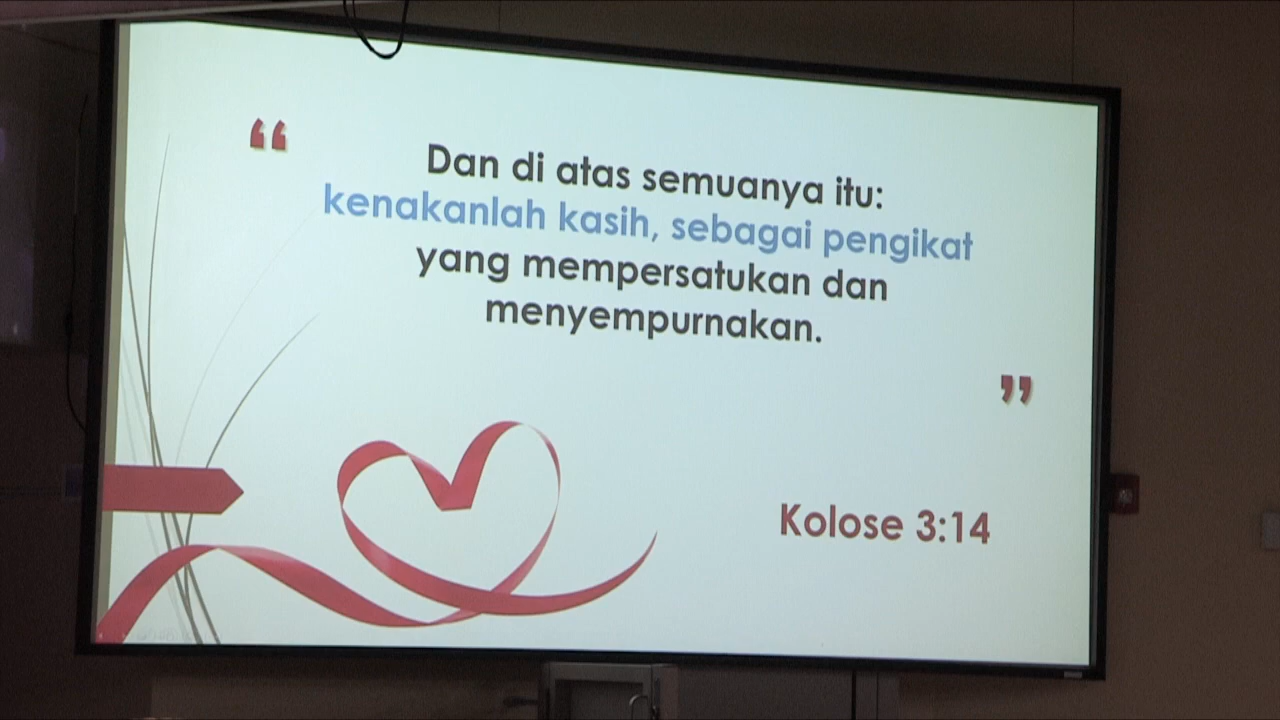 “
Dan di atas semuanya itu:
kenakanlah kasih, sebagai pengikat
yang mempersatukan dan
menyempurnakan.
”
Kolose 3:14